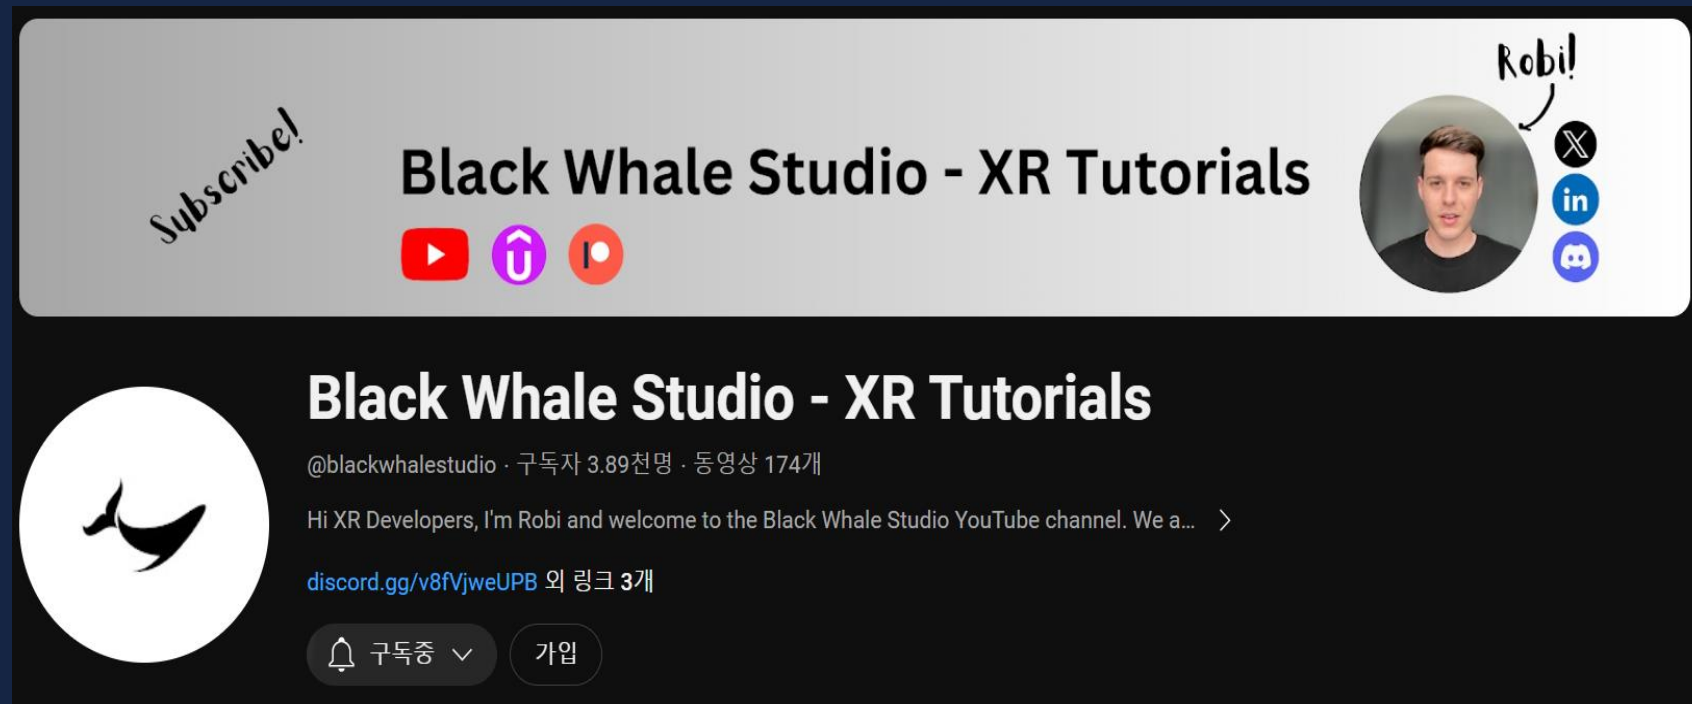 Robi!
Subscribe!
Black Whale Studio - XR Tutorials
in
Black Whale Studio - XR Tutorials
@blackwhalestudio · 구독자 3.89천명 · 동영상 174개
Hi XR Developers, I'm Robi and welcome to the Black Whale Studio YouTube channel. We a...
discord.gg/v8fVjweUPB 외 링크 3개
구독중
가입